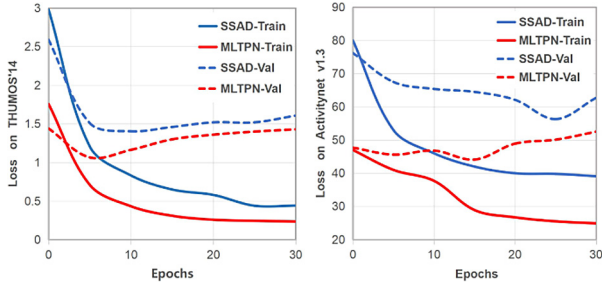 Loss on THUMOS'14
3
2.5
2
1.5
1
0.5
0
0
10
20
30
Epochs
SSAD-Train
MLTPN-Train
SSAD-Val
MLTPN-Val
Loss on Activitynet v1.3
90
80
70
60
50
40
30
20
0
10
20
30
Epochs
SSAD-Train
MLTPN-Train
SSAD-Val
MLTPN-Val